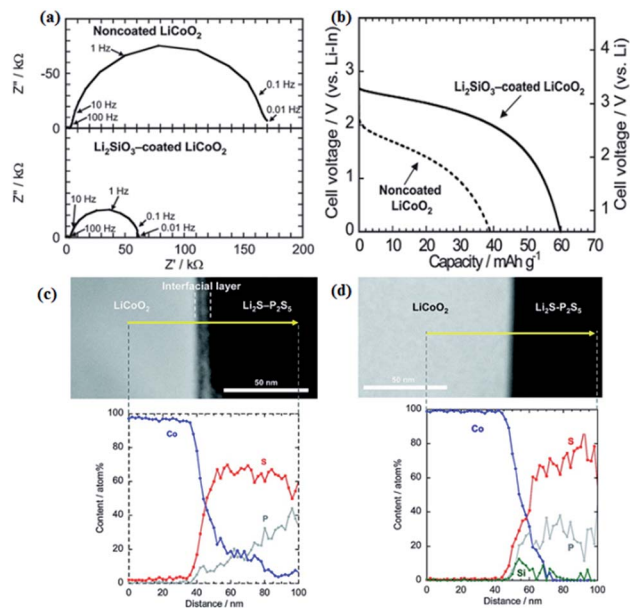 (a)
Noncoated LiCoO₂
1 Hz
0.1 Hz
10 Hz
100 Hz
0.01 Hz
Z'' / kΩ
-50
0
Li₂SiO₃–coated LiCoO₂
1 Hz
10 Hz
0.1 Hz
100 Hz
0.01 Hz
Z'' / kΩ
0
0 50 100 150 200
Z'' / kΩ
(b)
Cell voltage / V (vs. Li-In)
3
2
1
0
Li₂SiO₃–coated LiCoO₂
Noncoated
LiCoO₂
4
3
2
1
Cell voltage / V (vs. Li)
0 10 20 30 40 50 60 70
Capacity / mAh g⁻¹
(c)
Interfacial layer
LiCoO₂
Li₂S–P₂S₅
50 nm
Content / atom%
100
80
60
40
20
0
Co
S
P
0 20 40 60 80 100
Distance / nm
(d)
LiCoO₂
Li₂S-P₂S₅
50 nm
Content / atom%
100
80
60
40
20
0
Co
S
P
Si
0 20 40 60 80 100
Distance / nm